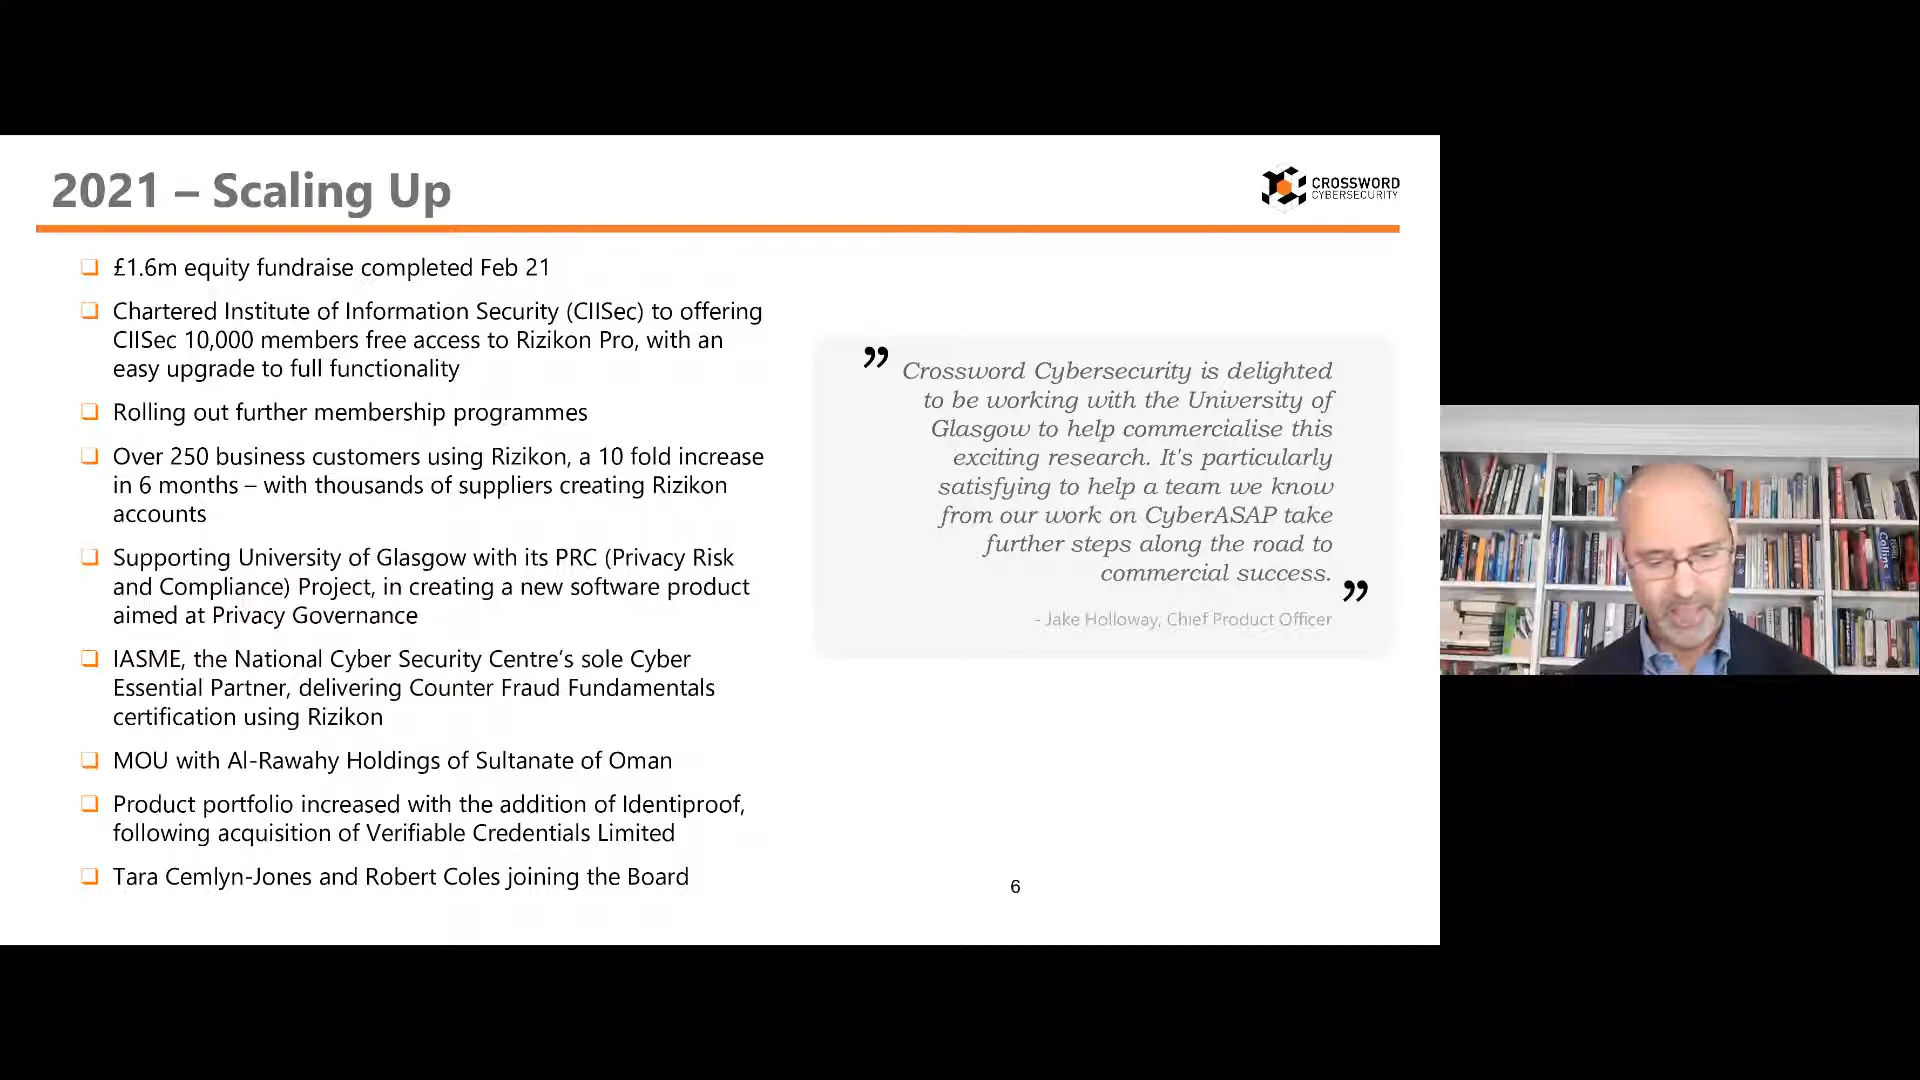 2021 – Scaling Up
CROSSWORD
CYBERSECURITY
£1.6m equity fundraise completed Feb 21
Chartered Institute of Information Security (CIISec) to offering
CIISec 10,000 members free access to Rizikon Pro, with an
easy upgrade to full functionality
Rolling out further membership programmes
Over 250 business customers using Rizikon, a 10 fold increase
in 6 months – with thousands of suppliers creating Rizikon
accounts
Supporting University of Glasgow with its PRC (Privacy Risk
and Compliance) Project, in creating a new software product
aimed at Privacy Governance
IASME, the National Cyber Security Centre’s sole Cyber
Essential Partner, delivering Counter Fraud Fundamentals
certification using Rizikon
MOU with Al-Rawahy Holdings of Sultanate of Oman
Product portfolio increased with the addition of Identiproof,
following acquisition of Verifiable Credentials Limited
Tara Cemlyn-Jones and Robert Coles joining the Board
” Crossword Cybersecurity is delighted
to be working with the University of
Glasgow to help commercialise this
exciting research. It's particularly
satisfying to help a team we know
from our work on CyberASAP take
further steps along the road to
commercial success. ”
- Jake Holloway, Chief Product Officer
6
Collins